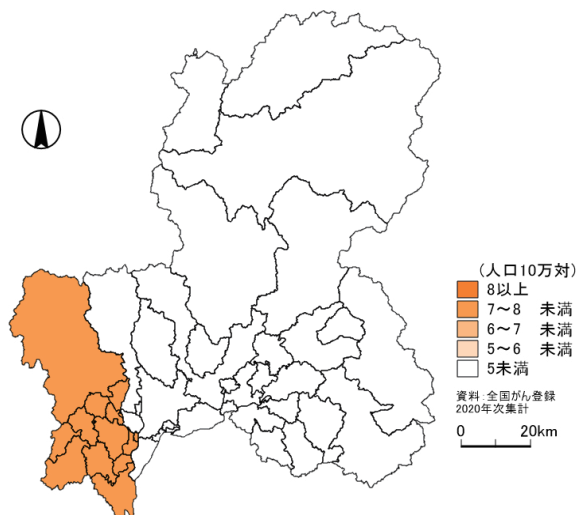 (人口10万対)
8以上
7～8 未満
6～7 未満
5～6 未満
5未満
資料:全国がん登録
2020年次集計
0 20km